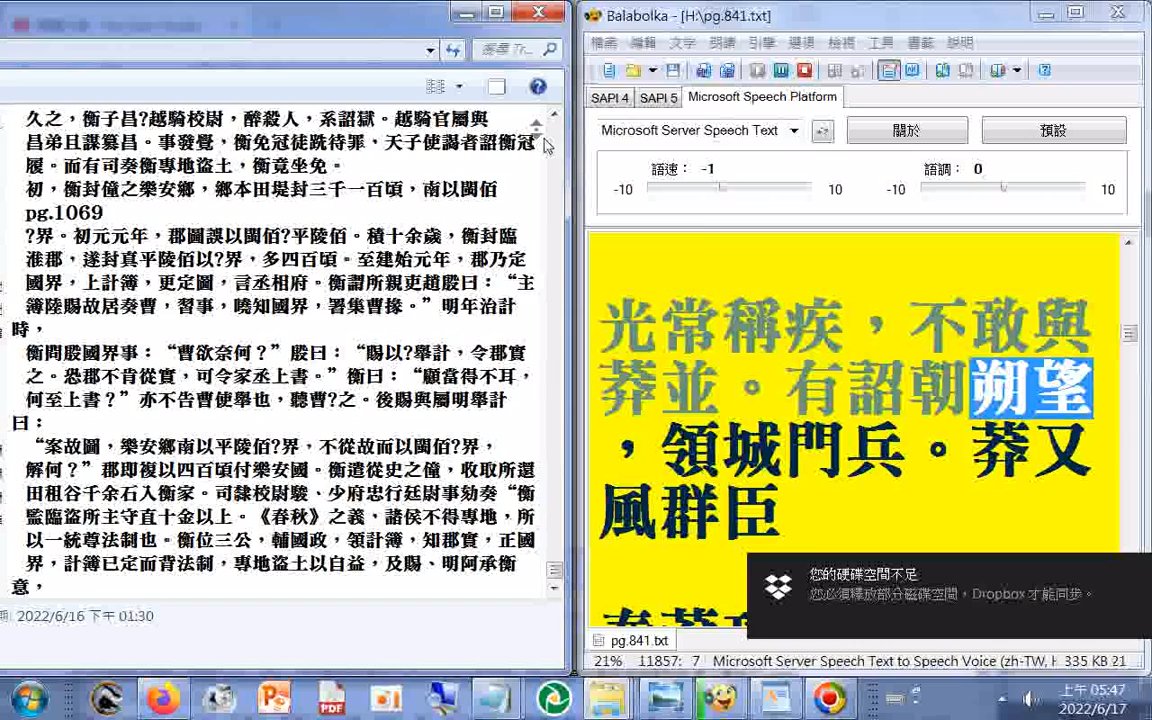 久之，衡子昌?越騎校尉，醉殺人，系詔獄。越騎官屬與
昌弟且謀篡昌。事發覺，衡免冠徒跣待罪，天子使謁者詔衡冠
履。而有司奏衡專地盜土，衡竟坐免。
初，衡封僮之樂安鄉，鄉本田堤封三千一百頃，南以閩佰
pg.1069
?界。初元元年，郡圖誤以閩佰?平陵佰。積十余歲，衡封臨
淮郡，遂封真平陵佰以?界，多四百頃。至建始元年，郡乃定
國界，上計簿，更定圖，言丞相府。衡謂所親吏趙殷曰：“主
簿陸賜故居奏曹，習事，曉知國界，署集曹掾。”明年治計
時，
衡問殷國界事：“曹欲奈何？”殷曰：“賜以?舉計，令郡實
之。恐郡不肯從實，可令家丞上書。”衡曰：“顧當得不耳，
何至上書？”亦不告曹使舉也，聽曹?之。後賜與屬明舉計
曰：
“案故圖，樂安鄉南以平陵佰?界，不從故而以閩佰?界，
解何？”郡即複以四百頃付樂安國。衡遣從史之僮，收取所還
田租谷千余石入衡家。司隸校尉駿、少府忠行廷尉事劾奏“衡
監臨盜所主守直十金以上。《春秋》之義，諸侯不得專地，所
以一統尊法制也。衡位三公，輔國政，領計簿，知郡實，正國
界，計簿已定而背法制，專地盜土以自益，及賜、明阿承衡
意，
2022/6/16 下午 01:30
Balabolka - [H:\pg.841.txt]
檔案 編輯 文字 朗讀 引擎 選項 檢視 工具 書籤 說明
SAPI 4 SAPI 5 Microsoft Speech Platform
Microsoft Server Speech Text 關於 預設
語速： -1 語調： 0
-10 10 -10 10
光常稱疾，不敢與
莽並。有詔朝朔望
，領城門兵。莽又
風群臣
您的硬碟空間不足
您必須釋放部分磁碟空間，Dropbox 才能同步。
pg.841.txt
21% 11857: 7 Microsoft Server Speech Text to Speech Voice (zh-TW, H 335 KB 21
上午 05:47
2022/6/17